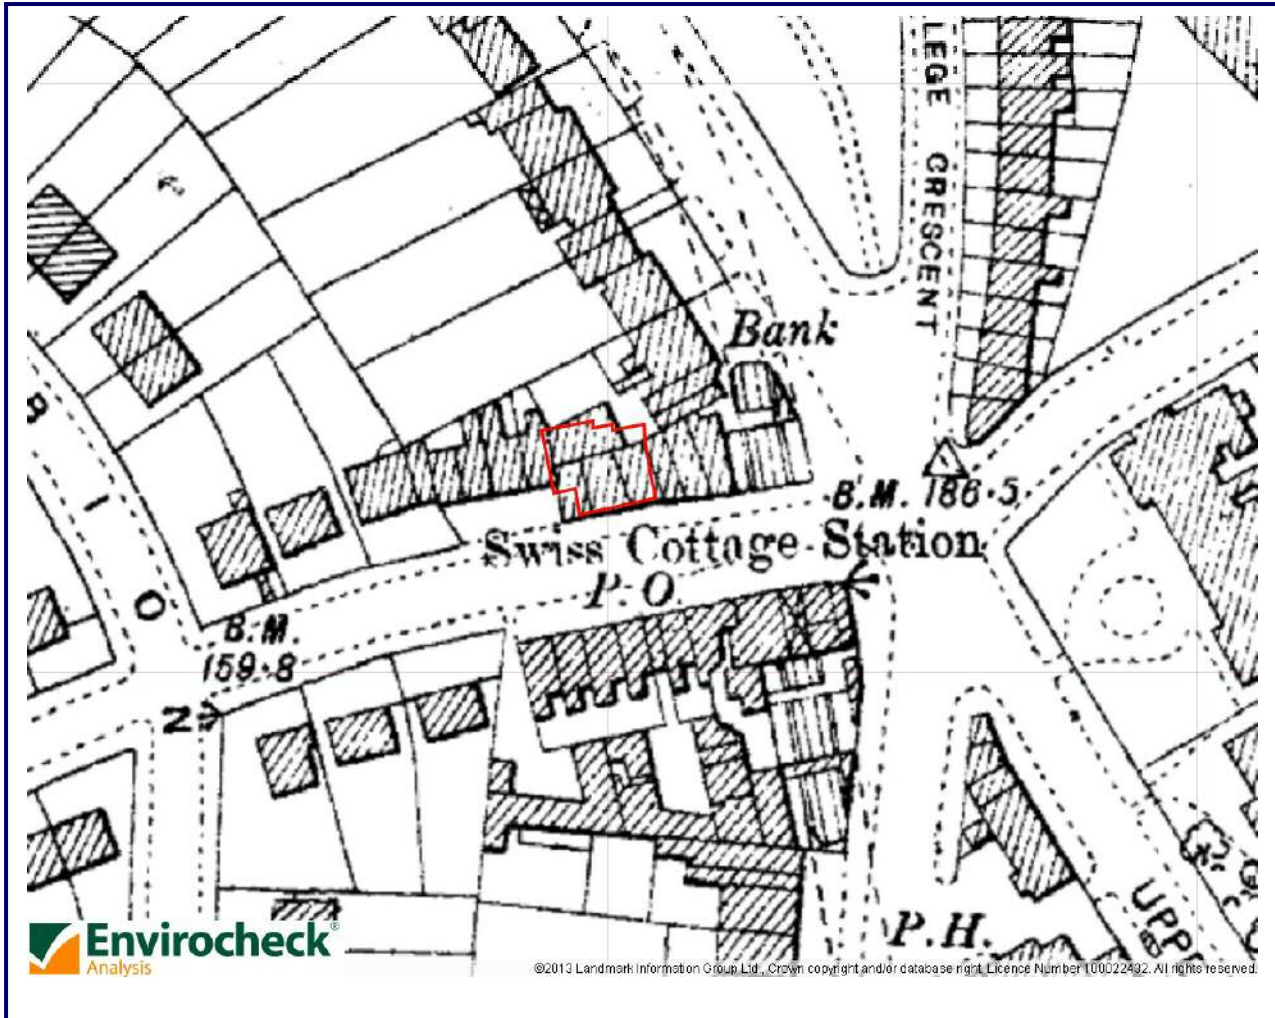 LEGE CRESCENT
Bank
B.M. 186·5
Swiss Cottage Station
P.O
B.M.
159·8
P.H.
UPP
Envirocheck®
Analysis
©2013 Landmark Information Group Ltd., Crown copyright and/or database right. Licence Number 100022432. All rights reserved.